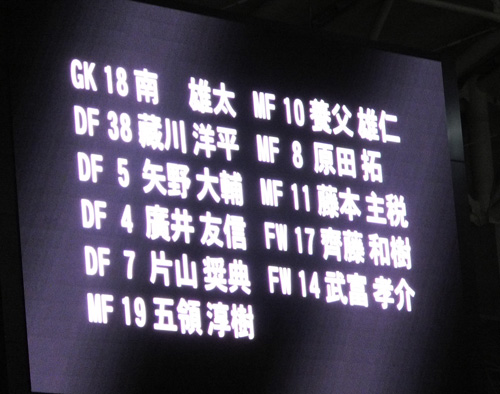 GK 18 南 雄太
DF 38 藏川 洋平
DF 5 矢野 大輔
DF 4 廣井 友信
DF 7 片山 奨典
MF 19 五領 淳樹
MF 10 養父 雄仁
MF 8 原田 拓
MF 11 藤本 主税
FW 17 齊藤 和樹
FW 14 武富 孝介